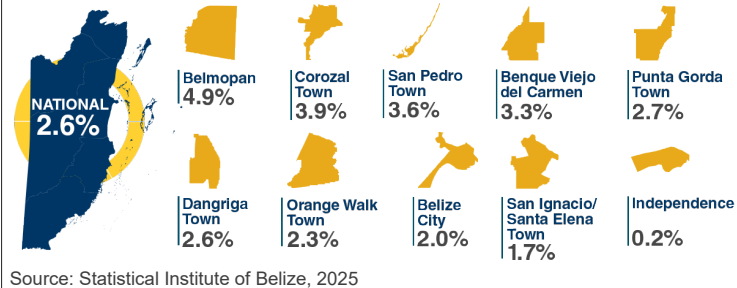 NATIONAL
2.6%
Belmopan
4.9%
Corozal
Town
3.9%
San Pedro
Town
3.6%
Benque Viejo
del Carmen
3.3%
Punta Gorda
Town
2.7%
Dangriga
Town
2.6%
Orange Walk
Town
2.3%
Belize
City
2.0%
San Ignacio/
Santa Elena
Town
1.7%
Independence
0.2%
Source: Statistical Institute of Belize, 2025